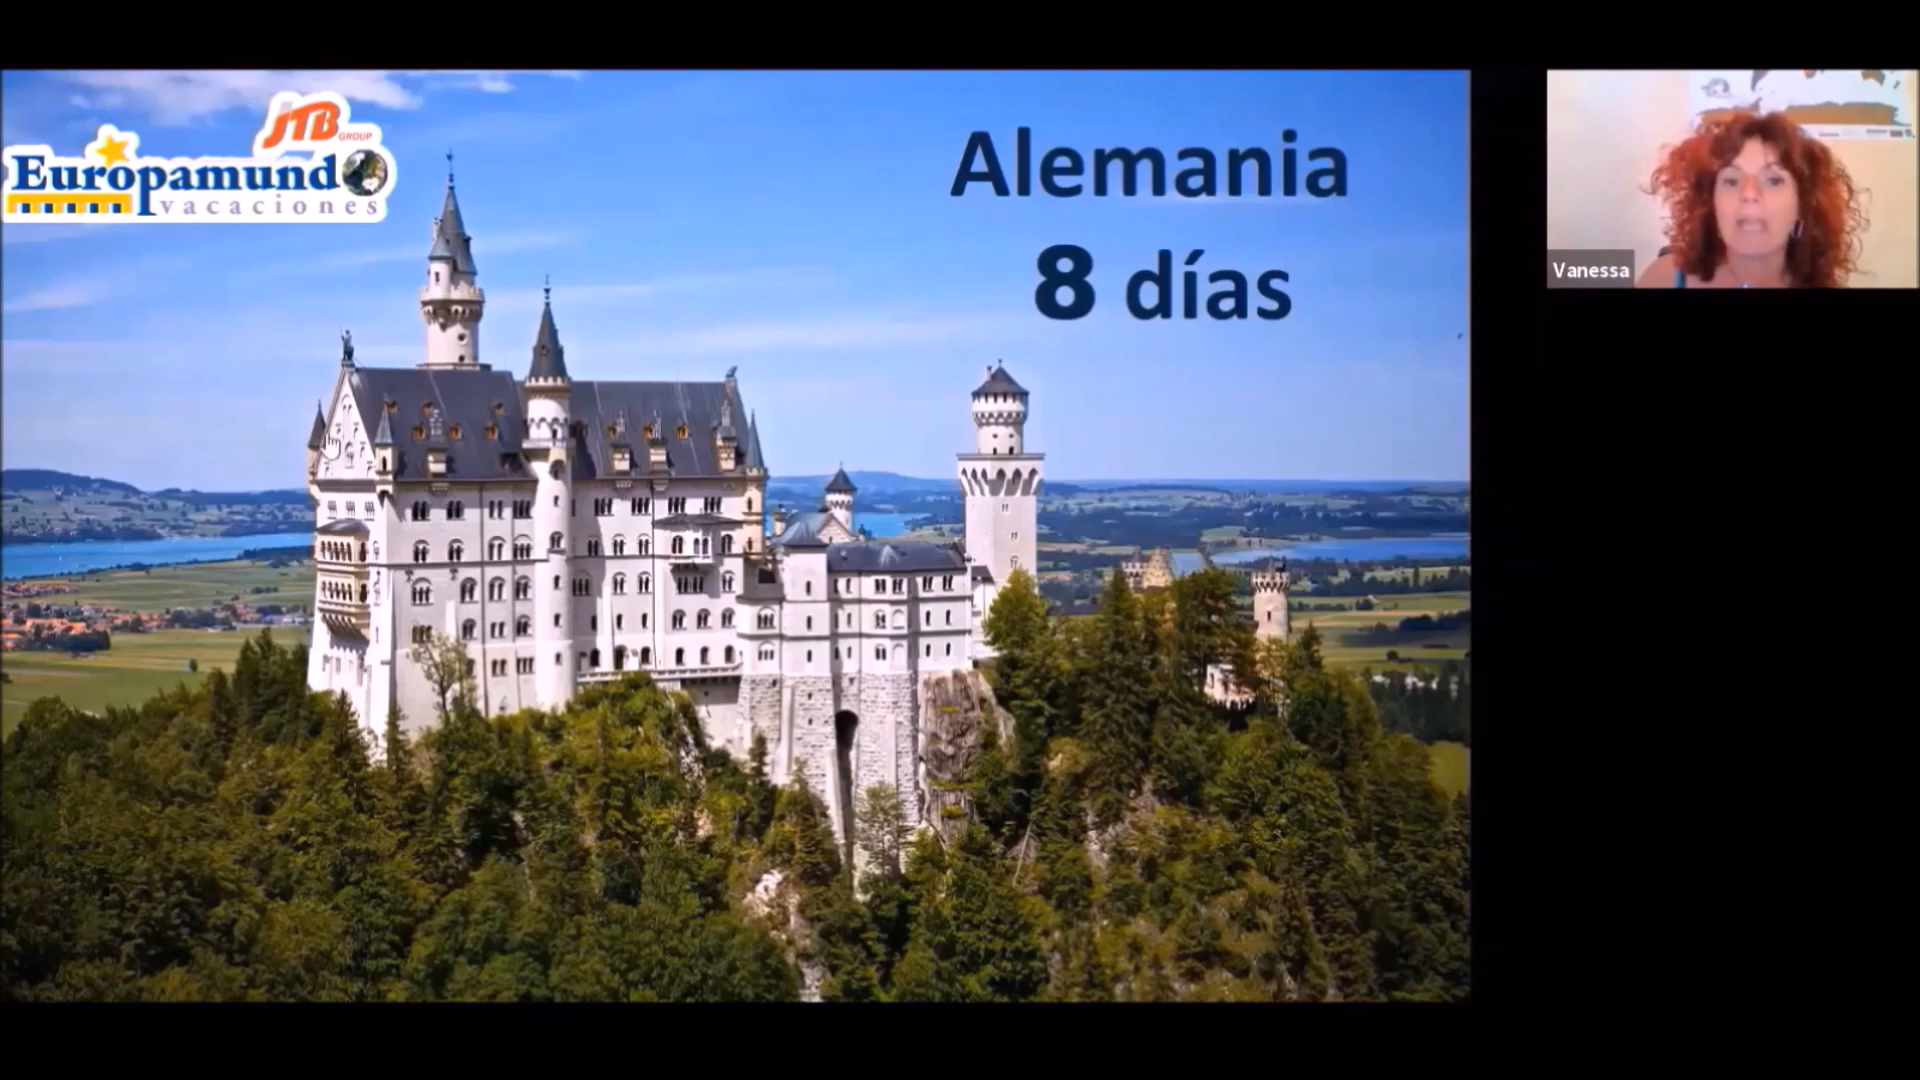 JTB GROUP
Europamundo
vacaciones
Alemania
8 días
Vanessa